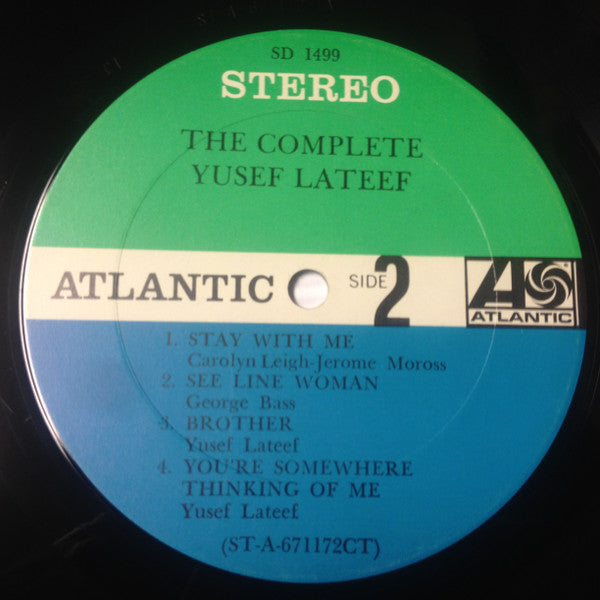 SD 1499
STEREO
THE COMPLETE
YUSEF LATEEF
ATLANTIC SIDE 2 ATLANTIC
1. STAY WITH ME
Carolyn Leigh-Jerome Moross
2. SEE LINE WOMAN
George Bass
3. BROTHER
Yusef Lateef
4. YOU'RE SOMEWHERE
THINKING OF ME
Yusef Lateef
(ST-A-671172CT)